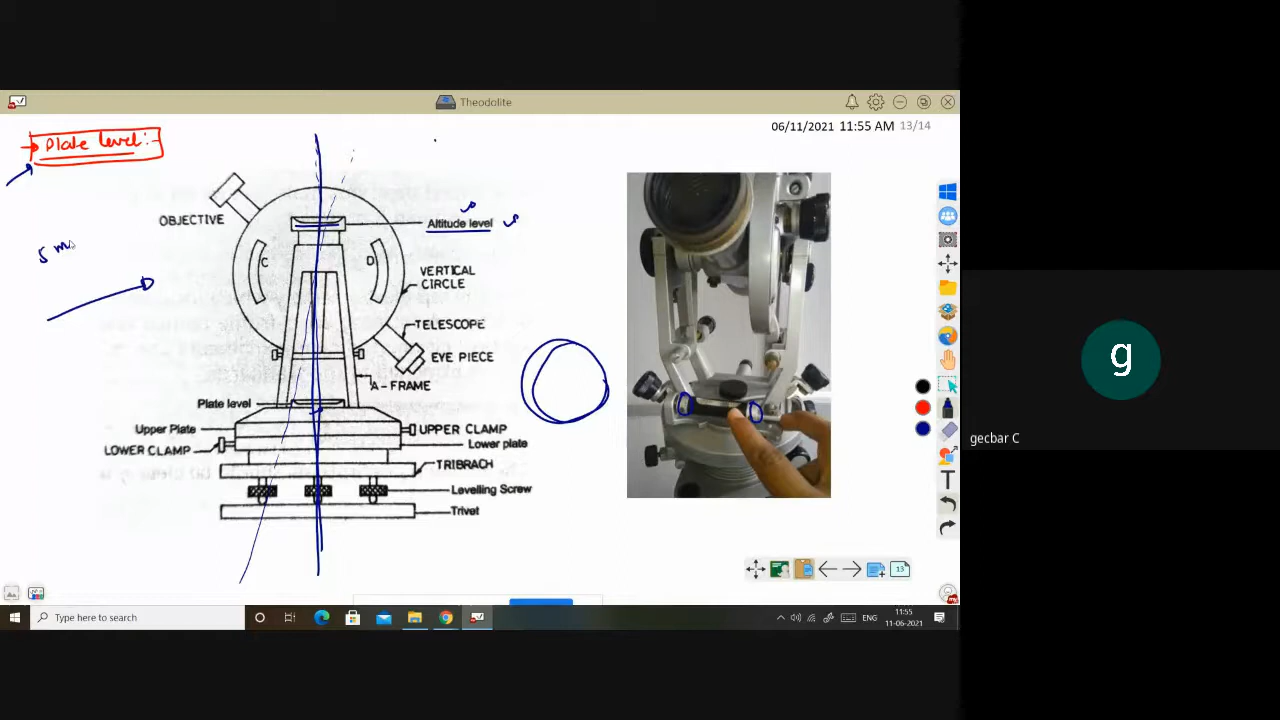 Theodolite
06/11/2021 11:55 AM 13/14
Plate level:-
OBJECTIVE
Altitude level
5 m
C
D
VERTICAL
CIRCLE
TELESCOPE
EYE PIECE
A-FRAME
Plate level
Upper Plate
UPPER CLAMP
LOWER CLAMP
Lower plate
TRIBRACH
Levelling Screw
Trivet
g
gecbar C
T
13
Type here to search
ENG
11:55
11-06-2021